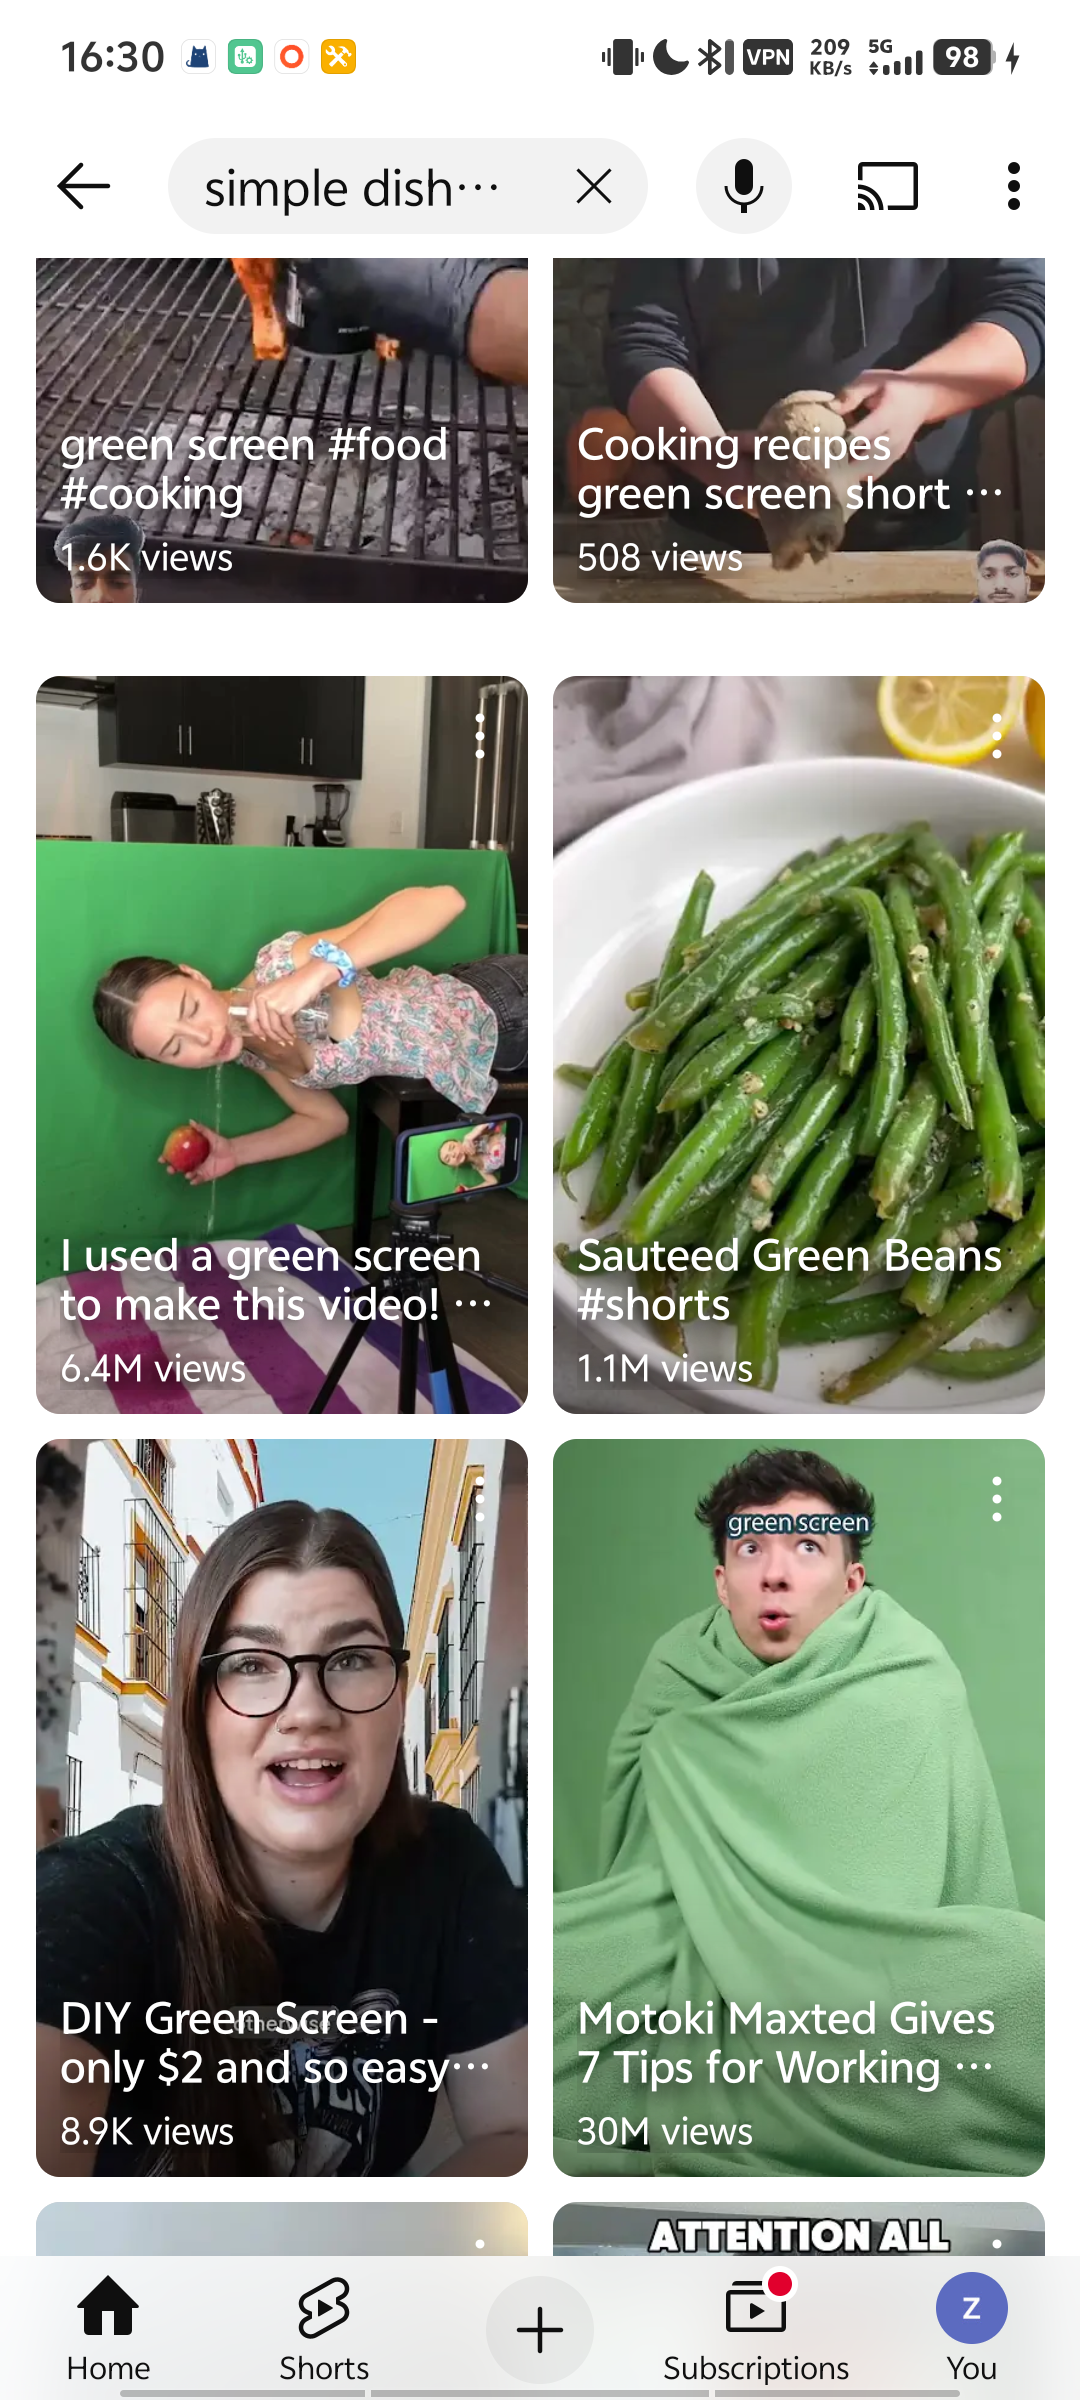 16:30
VPN
209
KB/s
5G
98
simple dish···
green screen #food
#cooking
1.6K views
Cooking recipes
green screen short ···
508 views
I used a green screen
to make this video! ···
6.4M views
Sauteed Green Beans
#shorts
1.1M views
green screen
DIY Green Screen -
only $2 and so easy···
otherwise
8.9K views
Motoki Maxted Gives
7 Tips for Working ···
30M views
ATTENTION ALL
Home
Shorts
Subscriptions
Z
You